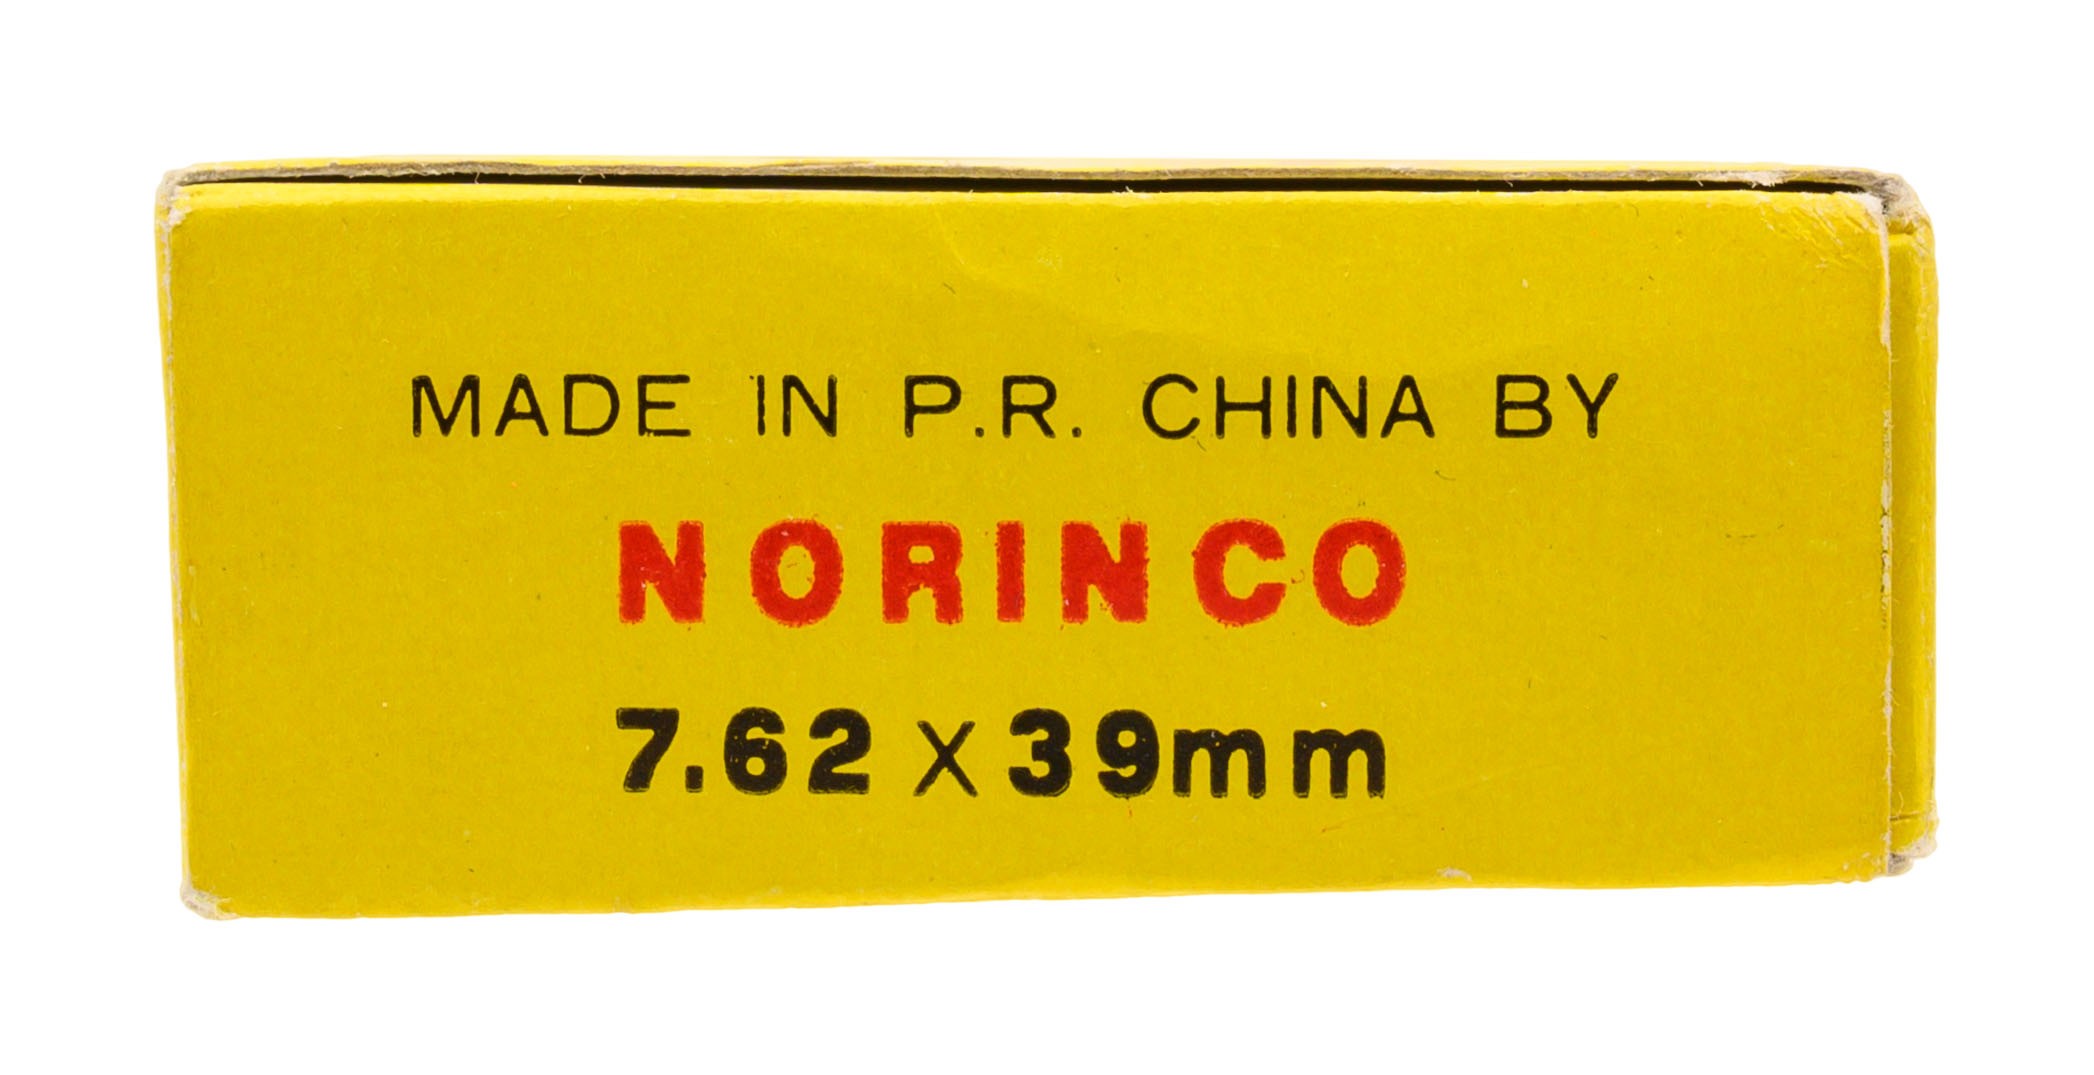 MADE IN P.R. CHINA BY
NORINCO
7.62 x 39mm